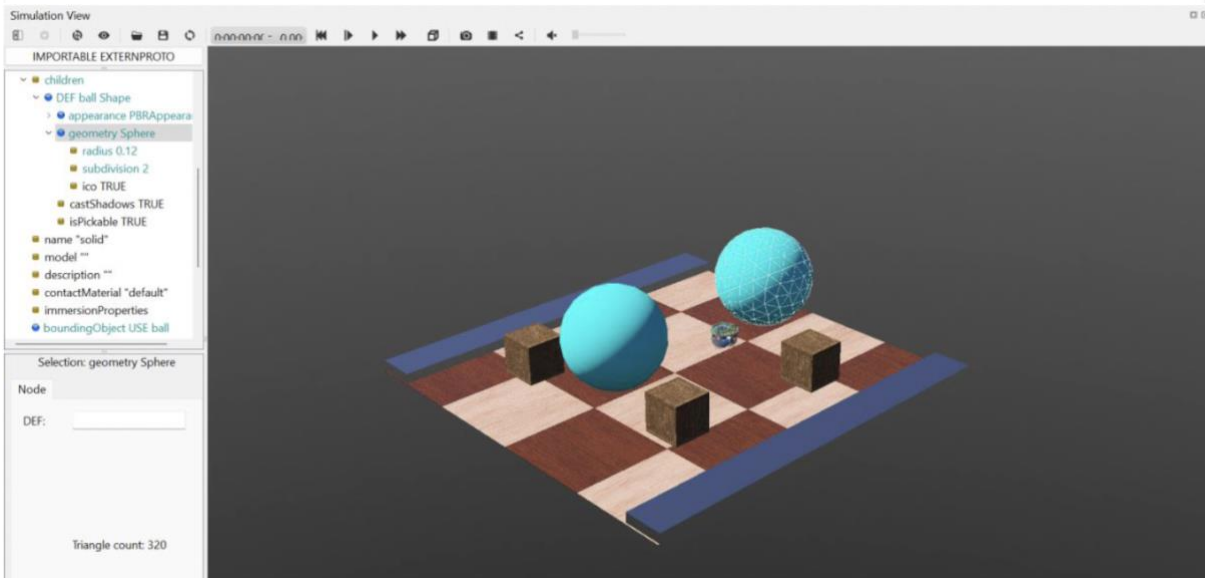 Simulation View
IMPORTABLE EXTERNPROTO
children
DEF ball Shape
appearance PBRAppeara
geometry Sphere
radius 0.12
subdivision 2
ico TRUE
castShadows TRUE
isPickable TRUE
name "solid"
model ""
description ""
contactMaterial "default"
immersionProperties
boundingObject USE ball
Selection: geometry Sphere
Node
DEF:
Triangle count: 320